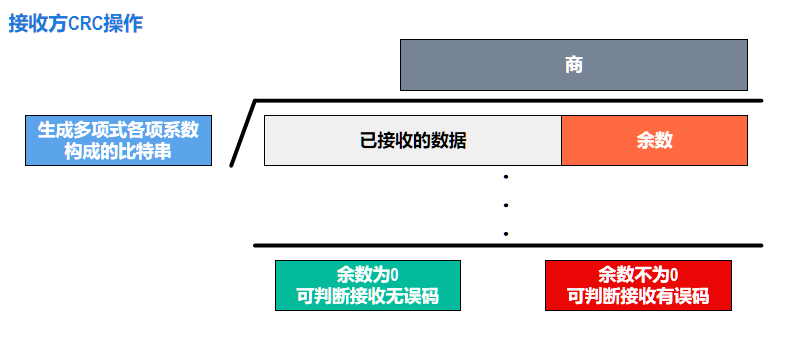 接收方CRC操作
商
生成多项式各项系数
构成的比特串
已接收的数据
余数
余数为0
可判断接收无误码
余数不为0
可判断接收有误码